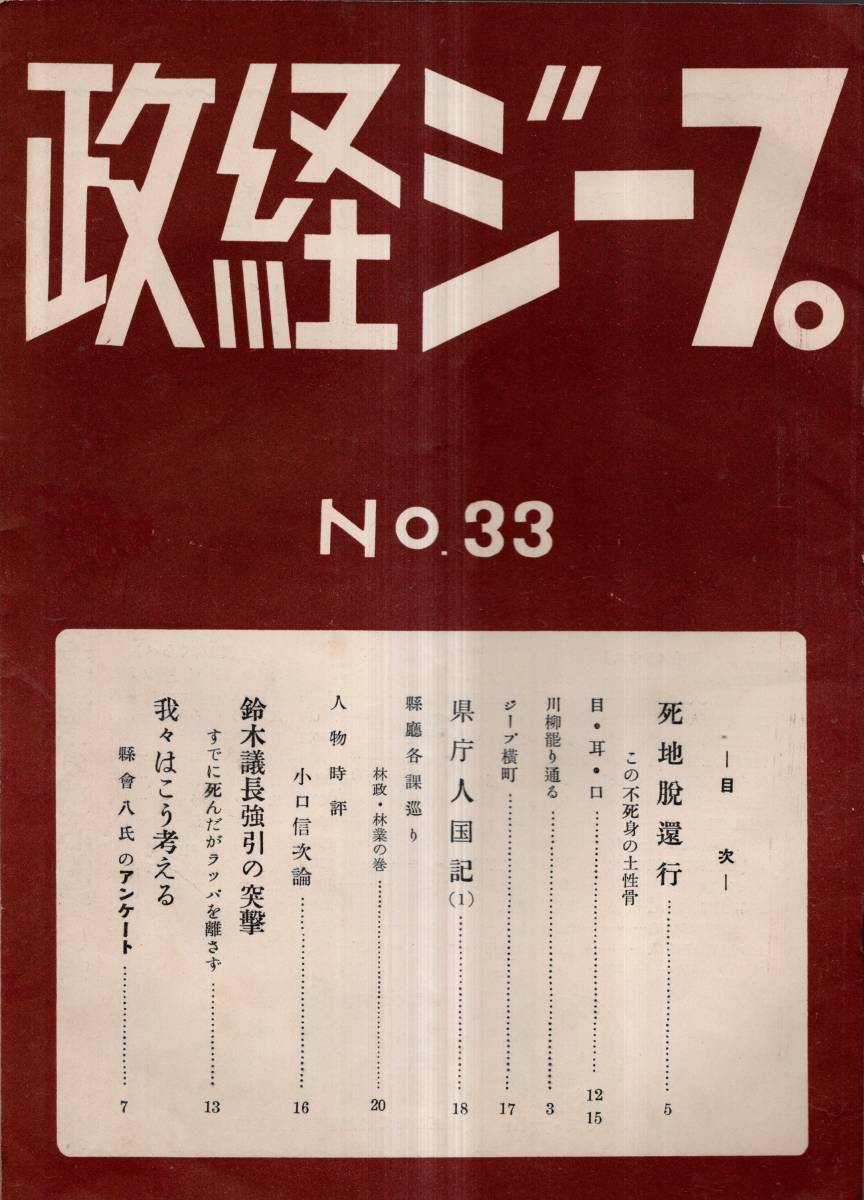 政経ジープ
No.33
―目次―
死地脱還行
この不死身の土性骨……………………5
目・耳・口……………………12 15
川柳罷り通る……………………3
ジープ横町……………………17
県庁人国記(1)……………………18
縣廳各課巡り
林政・林業の巻……………………20
人物時評
小口信次論……………………16
鈴木議長強引の突擊
すでに死んだがラッパを離さず……………………13
我々はこう考える
縣會八氏のアンケート……………………7